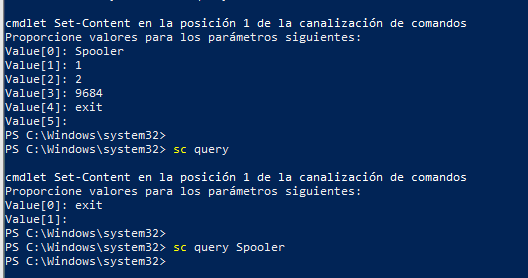 cmdlet Set-Content en la posición 1 de la canalización de comandos
Proporcione valores para los parámetros siguientes:
Value[0]: Spooler
Value[1]: 1
Value[2]: 2
Value[3]: 9684
Value[4]: exit
Value[5]:
PS C:\Windows\system32>
PS C:\Windows\system32> sc query
cmdlet Set-Content en la posición 1 de la canalización de comandos
Proporcione valores para los parámetros siguientes:
Value[0]: exit
Value[1]:
PS C:\Windows\system32>
PS C:\Windows\system32> sc query Spooler
PS C:\Windows\system32>